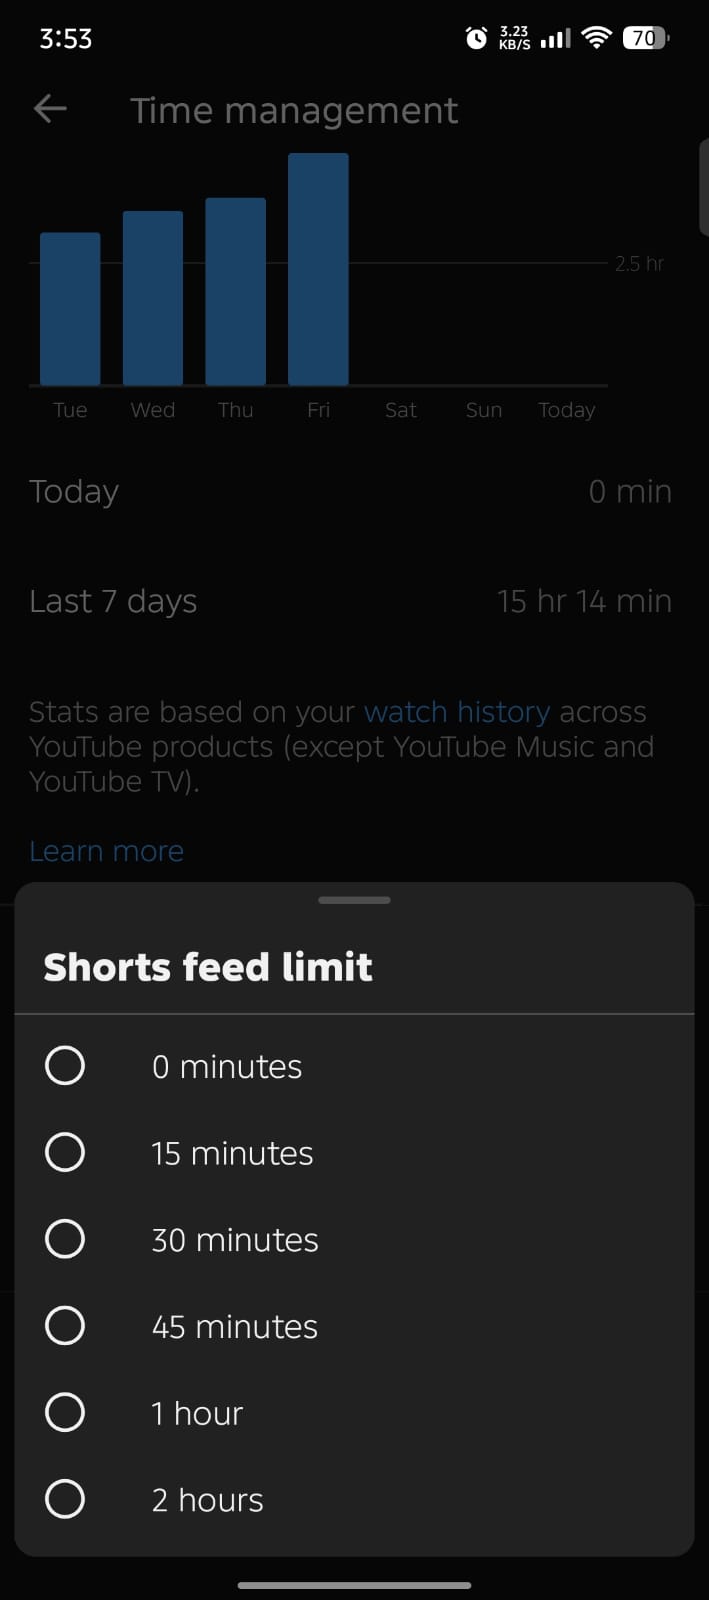 3:53
3.23
KB/S
70
Time management
2.5 hr
Tue Wed Thu Fri Sat Sun Today
Today 0 min
Last 7 days 15 hr 14 min
Stats are based on your watch history across
YouTube products (except YouTube Music and
YouTube TV).
Learn more
Shorts feed limit
0 minutes
15 minutes
30 minutes
45 minutes
1 hour
2 hours